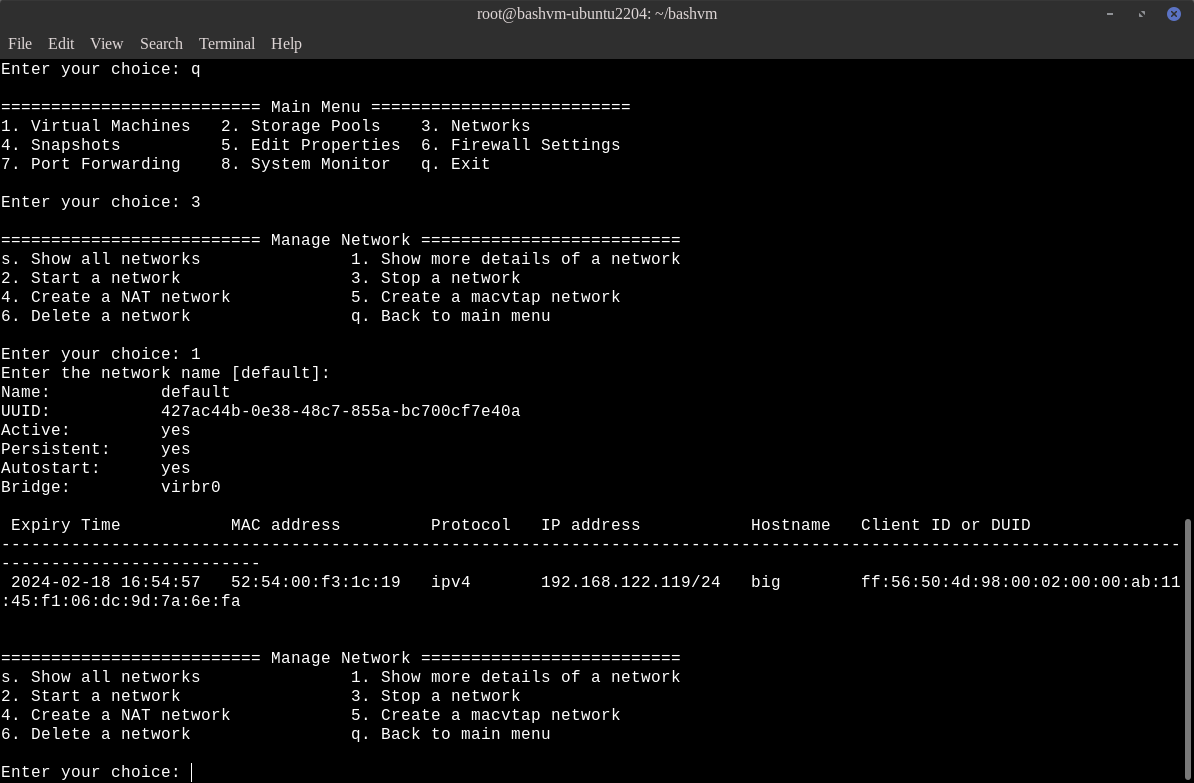 root@bashvm-ubuntu2204: ~/bashvm
File Edit View Search Terminal Help
Enter your choice: q
========================== Main Menu ==========================
1. Virtual Machines   2. Storage Pools    3. Networks
4. Snapshots          5. Edit Properties  6. Firewall Settings
7. Port Forwarding    8. System Monitor   q. Exit
Enter your choice: 3
========================== Manage Network ==========================
s. Show all networks               1. Show more details of a network
2. Start a network                 3. Stop a network
4. Create a NAT network            5. Create a macvtap network
6. Delete a network                q. Back to main menu
Enter your choice: 1
Enter the network name [default]:
Name:           default
UUID:           427ac44b-0e38-48c7-855a-bc700cf7e40a
Active:         yes
Persistent:     yes
Autostart:      yes
Bridge:         virbr0
 Expiry Time           MAC address         Protocol   IP address           Hostname   Client ID or DUID
----------------------------------------------------------------------------------------------------------------------
--------------------------
 2024-02-18 16:54:57   52:54:00:f3:1c:19   ipv4       192.168.122.119/24   big        ff:56:50:4d:98:00:02:00:00:ab:11
:45:f1:06:dc:9d:7a:6e:fa
========================== Manage Network ==========================
s. Show all networks               1. Show more details of a network
2. Start a network                 3. Stop a network
4. Create a NAT network            5. Create a macvtap network
6. Delete a network                q. Back to main menu
Enter your choice: